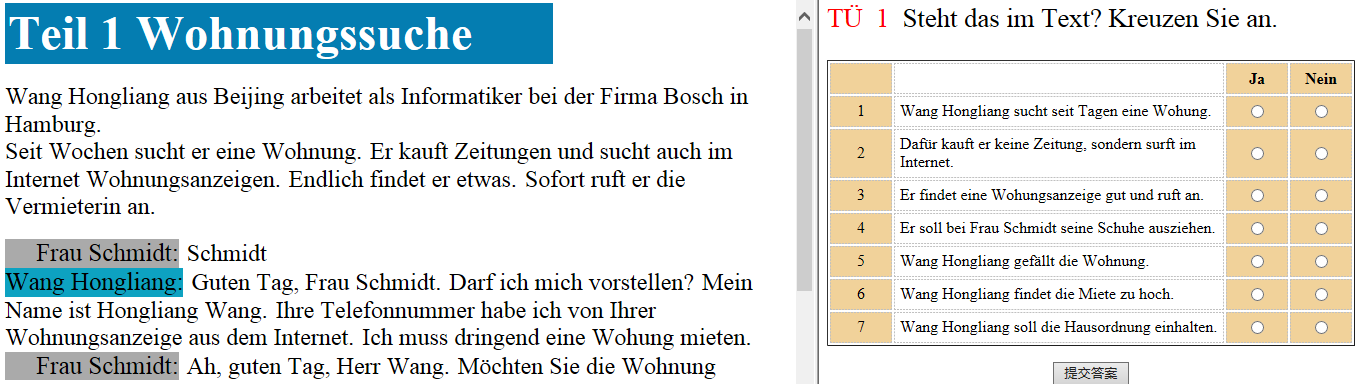 Teil 1 Wohnungssuche
Wang Hongliang aus Beijing arbeitet als Informatiker bei der Firma Bosch in
Hamburg.
Seit Wochen sucht er eine Wohnung. Er kauft Zeitungen und sucht auch im
Internet Wohnungsanzeigen. Endlich findet er etwas. Sofort ruft er die
Vermieterin an.
Frau Schmidt: Schmidt
Wang Hongliang: Guten Tag, Frau Schmidt. Darf ich mich vorstellen? Mein
Name ist Hongliang Wang. Ihre Telefonnummer habe ich von Ihrer
Wohnungsanzeige aus dem Internet. Ich muss dringend eine Wohung mieten.
Frau Schmidt: Ah, guten Tag, Herr Wang. Möchten Sie die Wohnung
TÜ 1 Steht das im Text? Kreuzen Sie an.
Ja Nein
1 Wang Hongliang sucht seit Tagen eine Wohung.
2 Dafür kauft er keine Zeitung, sondern surft im
Internet.
3 Er findet eine Wohungsanzeige gut und ruft an.
4 Er soll bei Frau Schmidt seine Schuhe ausziehen.
5 Wang Hongliang gefällt die Wohnung.
6 Wang Hongliang findet die Miete zu hoch.
7 Wang Hongliang soll die Hausordnung einhalten.
提交答案